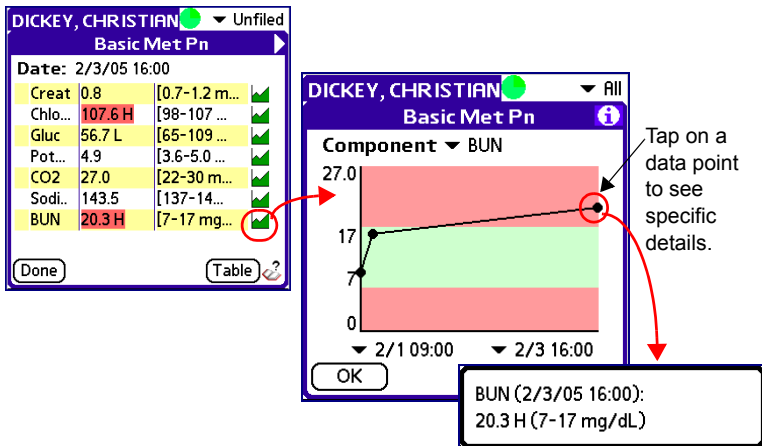 DICKEY, CHRISTIAN Unfiled
Basic Met Pn
Date: 2/3/05 16:00
Creat 0.8 [0.7-1.2 m...
Chlo... 107.6 H [98-107 ...
Gluc 56.7 L [65-109 ...
Pot... 4.9 [3.6-5.0 ...
CO2 27.0 [22-30 m...
Sodi.. 143.5 [137-14...
BUN 20.3 H [7-17 mg...
Done Table
DICKEY, CHRISTIAN All
Basic Met Pn
Component BUN
27.0
17
7
0
2/1 09:00 2/3 16:00
OK
Tap on a
data point
to see
specific
details.
BUN (2/3/05 16:00):
20.3 H (7-17 mg/dL)